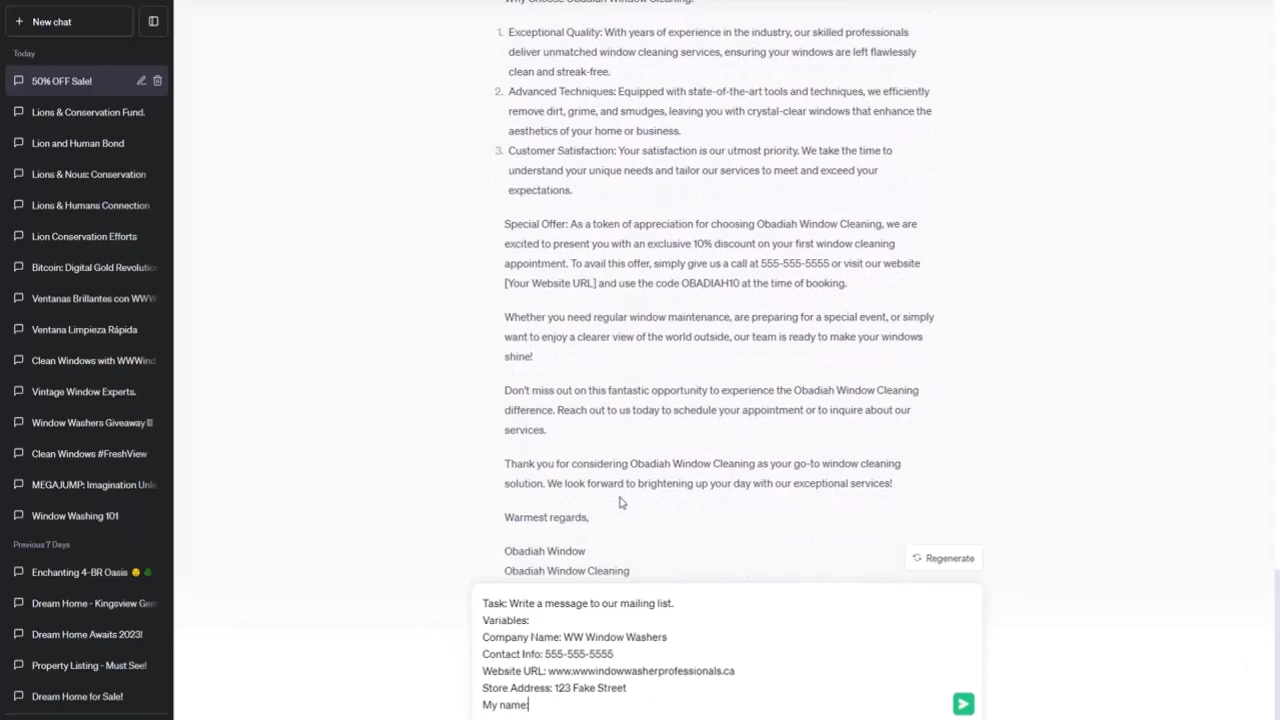 New chat
Today
50% OFF Sale!
Lions & Conservation Fund.
Lion and Human Bond
Lions & Nous: Conservation
Lions & Humans Connection
Lion Conservation Efforts
Bitcoin: Digital Gold Revolutio
Ventanas Brillantes con WWW
Ventana Limpieza Rápida
Clean Windows with WWWind
Vintage Window Experts.
Window Washers Giveaway
Clean Windows #FreshView
MEGAJUMP: Imagination Unle
Window Washing 101
Previous 7 Days
Enchanting 4-BR Oasis
Dream Home - Kingsview Gem
Dream Home Awaits 2023!
Property Listing - Must See!
Dream Home for Sale!
Why Choose Obadiah Window Cleaning:
1. Exceptional Quality: With years of experience in the industry, our skilled professionals
deliver unmatched window cleaning services, ensuring your windows are left flawlessly
clean and streak-free.
2. Advanced Techniques: Equipped with state-of-the-art tools and techniques, we efficiently
remove dirt, grime, and smudges, leaving you with crystal-clear windows that enhance the
aesthetics of your home or business.
3. Customer Satisfaction: Your satisfaction is our utmost priority. We take the time to
understand your unique needs and tailor our services to meet and exceed your
expectations.
Special Offer: As a token of appreciation for choosing Obadiah Window Cleaning, we are
excited to present you with an exclusive 10% discount on your first window cleaning
appointment. To avail this offer, simply give us a call at 555-555-5555 or visit our website
[Your Website URL] and use the code OBADIAH10 at the time of booking.
Whether you need regular window maintenance, are preparing for a special event, or simply
want to enjoy a clearer view of the world outside, our team is ready to make your windows
shine!
Don't miss out on this fantastic opportunity to experience the Obadiah Window Cleaning
difference. Reach out to us today to schedule your appointment or to inquire about our
services.
Thank you for considering Obadiah Window Cleaning as your go-to window cleaning
solution. We look forward to brightening up your day with our exceptional services!
Warmest regards,
Obadiah Window
Obadiah Window Cleaning
Regenerate
Task: Write a message to our mailing list.
Variables:
Company Name: WW Window Washers
Contact Info: 555-555-5555
Website URL: www.wwindowwasherprofessionals.ca
Store Address: 123 Fake Street
My name: